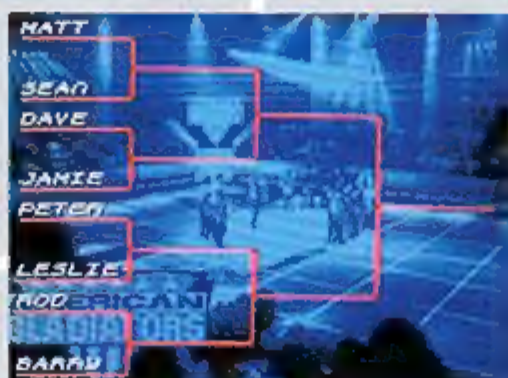 MATT
SEAN
DAVE
JAMIE
PETER
LESLIE
ROD
AMERICAN
GLADIATORS
BARRY